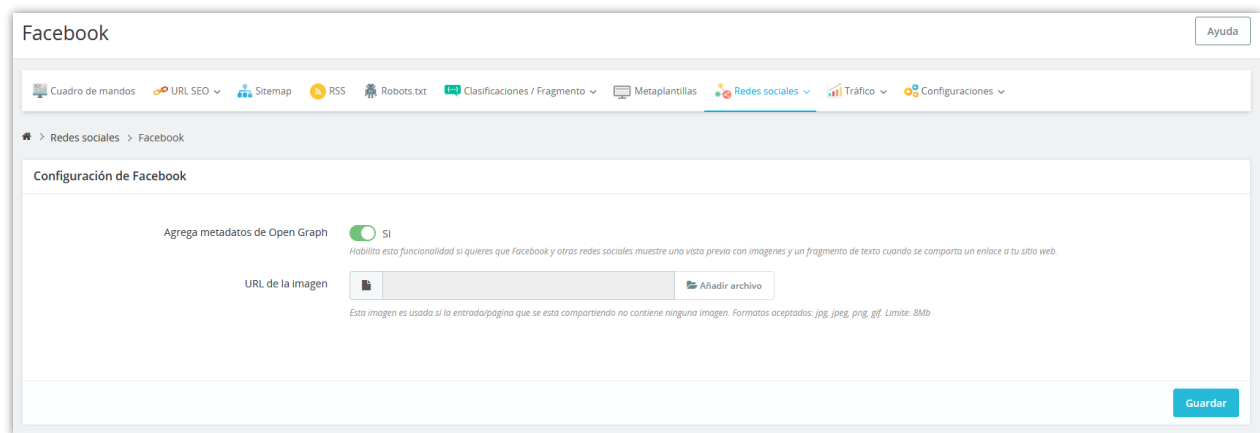 Facebook
Ayuda
Cuadro de mandos URL SEO Sitemap RSS Robots.txt Clasificaciones / Fragmento Metaplantillas Redes sociales Tráfico Configuraciones
> Redes sociales > Facebook
Configuración de Facebook
Agrega metadatos de Open Graph Sí
Habilita esta funcionalidad si quieres que Facebook y otras redes sociales muestre una vista previa con imágenes y un fragmento de texto cuando se comparta un enlace a tu sitio web.
URL de la imagen Añadir archivo
Esta imagen es usada si la entrada/página que se está compartiendo no contiene ninguna imagen. Formatos aceptados: jpg, jpeg, png, gif. Límite: 8Mb
Guardar